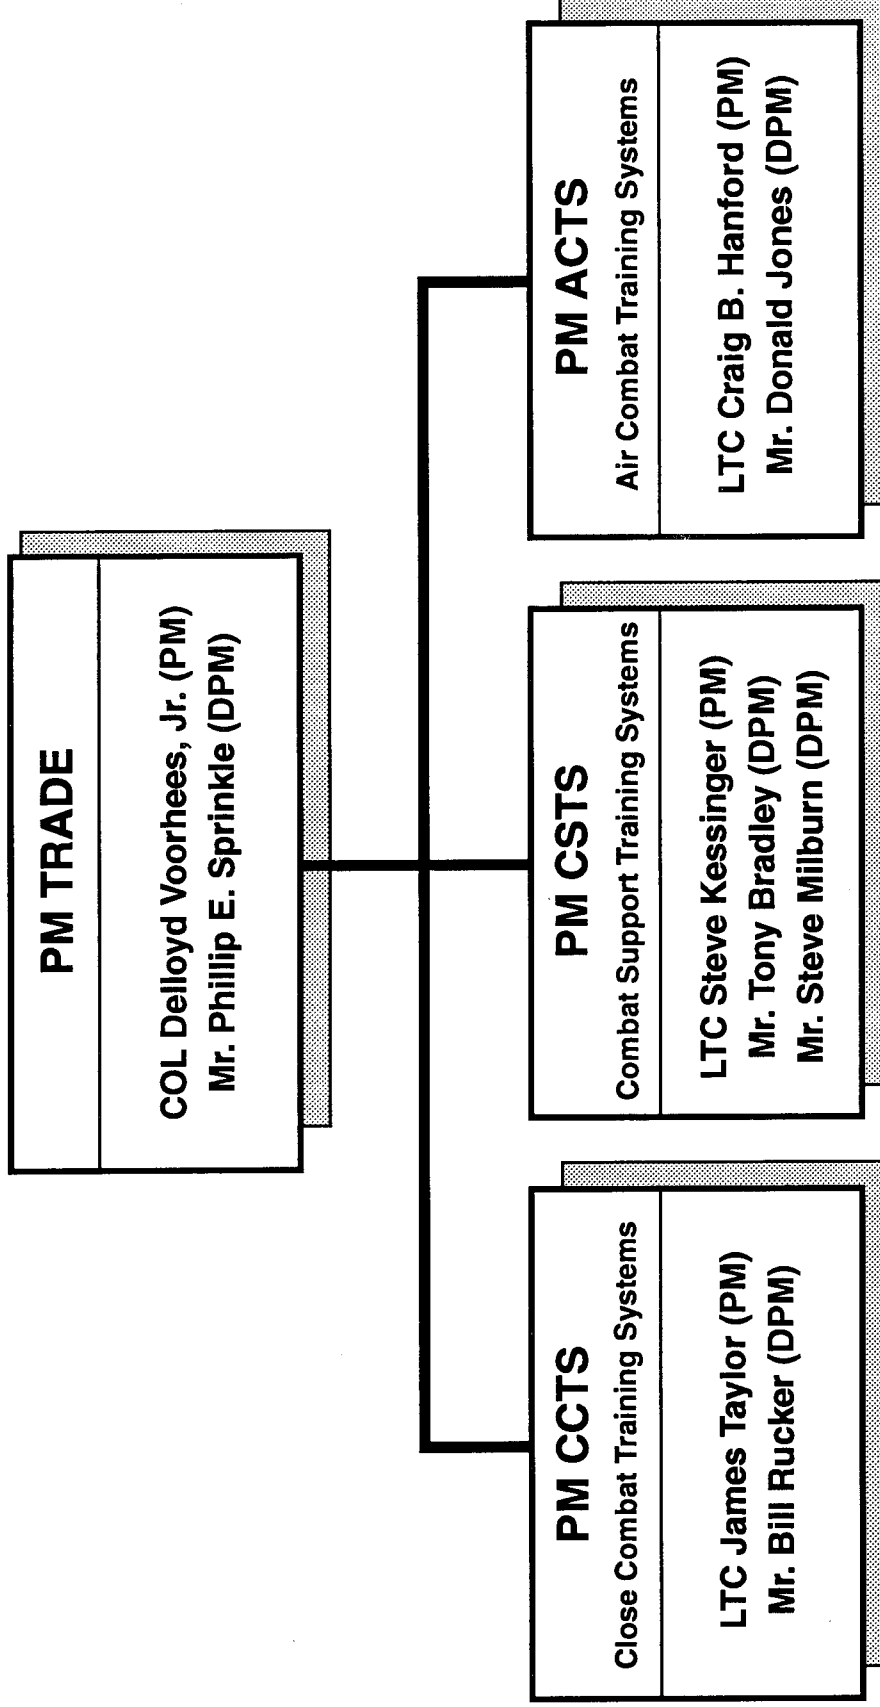 PM TRADE
COL Delloyd Voorhees, Jr. (PM)
Mr. Phillip E. Sprinkle (DPM)
PM CCTS
Close Combat Training Systems
LTC James Taylor (PM)
Mr. Bill Rucker (DPM)
PM CSTS
Combat Support Training Systems
LTC Steve Kessinger (PM)
Mr. Tony Bradley (DPM)
Mr. Steve Milburn (DPM)
PM ACTS
Air Combat Training Systems
LTC Craig B. Hanford (PM)
Mr. Donald Jones (DPM)